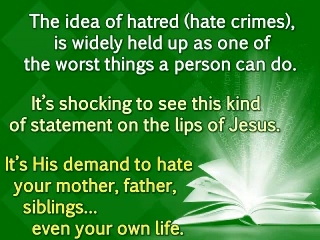 The idea of hatred (hate crimes),
is widely held up as one of
the worst things a person can do.
It's shocking to see this kind
of statement on the lips of Jesus.
It's His demand to hate
your mother, father,
siblings...
even your own life.